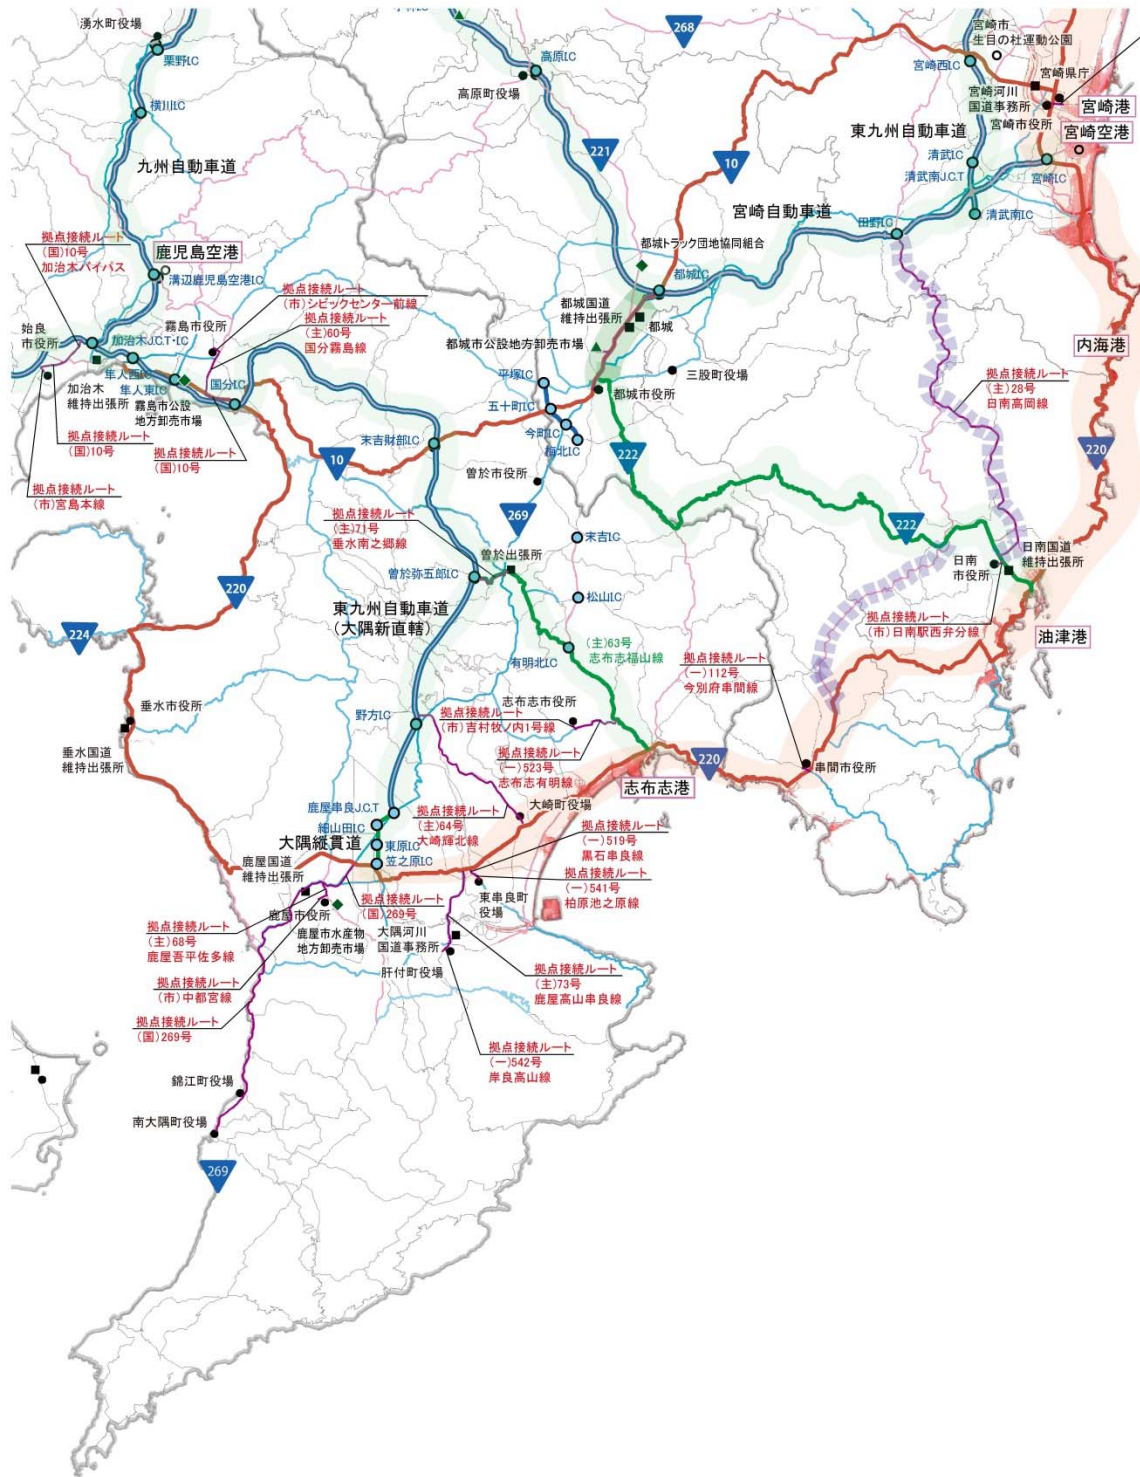 湧水町役場
栗野I.C
横川I.C
九州自動車道
高原I.C
高原町役場
268
221
10
宮崎市
生目の杜運動公園
宮崎西I.C
宮崎県庁
宮崎河川
国道事務所
宮崎市役所
宮崎港
宮崎空港
東九州自動車道
清武I.C
清武南J.C.T
宮崎I.C
清武南I.C
宮崎自動車道
田野I.C
拠点接続ルート
(国)10号
加治木バイパス
鹿児島空港
溝辺鹿児島空港I.C
拠点接続ルート
(市)シビックセンター前線
拠点接続ルート
(主)60号
国分霧島線
霧島市役所
始良
市役所
加治木J.C.T・I.C
隼人西I.C
隼人東I.C
加治木
維持出張所
霧島市公設
地方卸売市場
国分I.C
拠点接続ルート
(国)10号
拠点接続ルート
(国)10号
拠点接続ルート
(市)宮島本線
都城トラック団地協同組合
都城I.C
都城国道
維持出張所
都城
都城市公設地方卸売市場
三股町役場
都城市役所
平塚I.C
五十町I.C
今町I.C
梅北I.C
末吉財部I.C
10
曽於市役所
222
内海港
拠点接続ルート
(主)28号
日南高岡線
220
拠点接続ルート
(主)71号
垂水南之郷線
269
末吉I.C
曽於出張所
曽於弥五郎I.C
松山I.C
222
日南国道
維持出張所
日南
市役所
拠点接続ルート
(市)日南駅西弁分線
油津港
220
224
東九州自動車道
(大隅新直轄)
(主)63号
志布志福山線
有明北I.C
拠点接続ルート
(一)112号
今別府串間線
垂水市役所
垂水国道
維持出張所
野方I.C
志布志市役所
拠点接続ルート
(市)吉村牧ノ内1号線
拠点接続ルート
(一)523号
志布志有明線
220
串間市役所
志布志港
大崎町役場
拠点接続ルート
(主)64号
大崎輝北線
鹿屋串良J.C.T
細山田I.C
大隅縦貫道
東原I.C
笠之原I.C
拠点接続ルート
(一)519号
黒石串良線
拠点接続ルート
(一)541号
柏原池之原線
鹿屋国道
維持出張所
鹿屋市役所
拠点接続ルート
(国)269号
東串良町
役場
鹿屋市水産物
地方卸売市場
大隅河川
国道事務所
肝付町役場
拠点接続ルート
(主)68号
鹿屋吾平佐多線
拠点接続ルート
(市)中都宮線
拠点接続ルート
(国)269号
拠点接続ルート
(主)73号
鹿屋高山串良線
拠点接続ルート
(一)542号
岸良高山線
錦江町役場
南大隅町役場
269